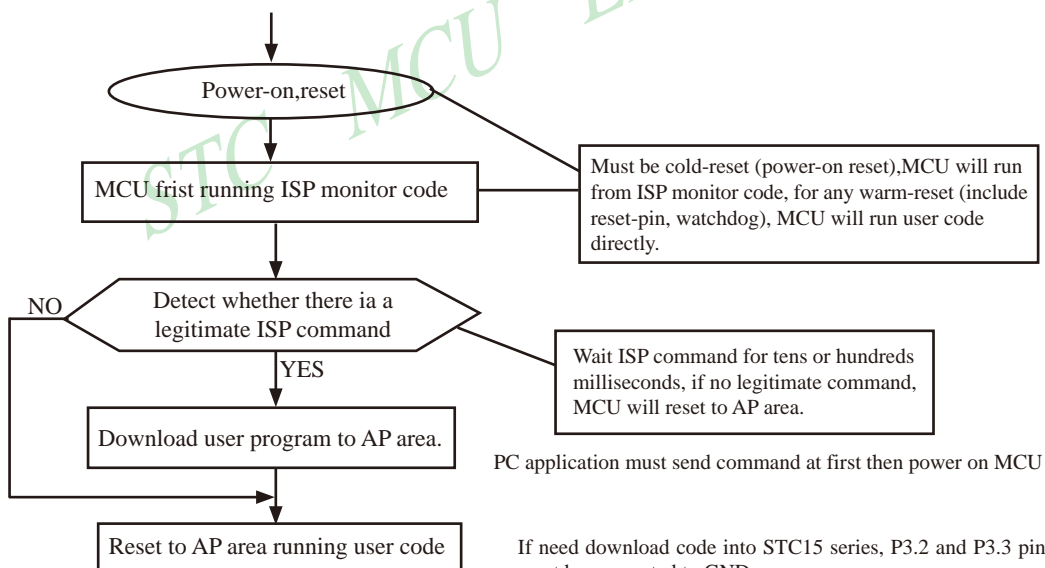 STC MCU
Power-on,reset
MCU frist running ISP monitor code
Must be cold-reset (power-on reset),MCU will run
from ISP monitor code, for any warm-reset (include
reset-pin, watchdog), MCU will run user code
directly.
NO
Detect whether there ia a
legitimate ISP command
YES
Wait ISP command for tens or hundreds
milliseconds, if no legitimate command,
MCU will reset to AP area.
Download user program to AP area.
PC application must send command at first then power on MCU
Reset to AP area running user code
If need download code into STC15 series, P3.2 and P3.3 pin